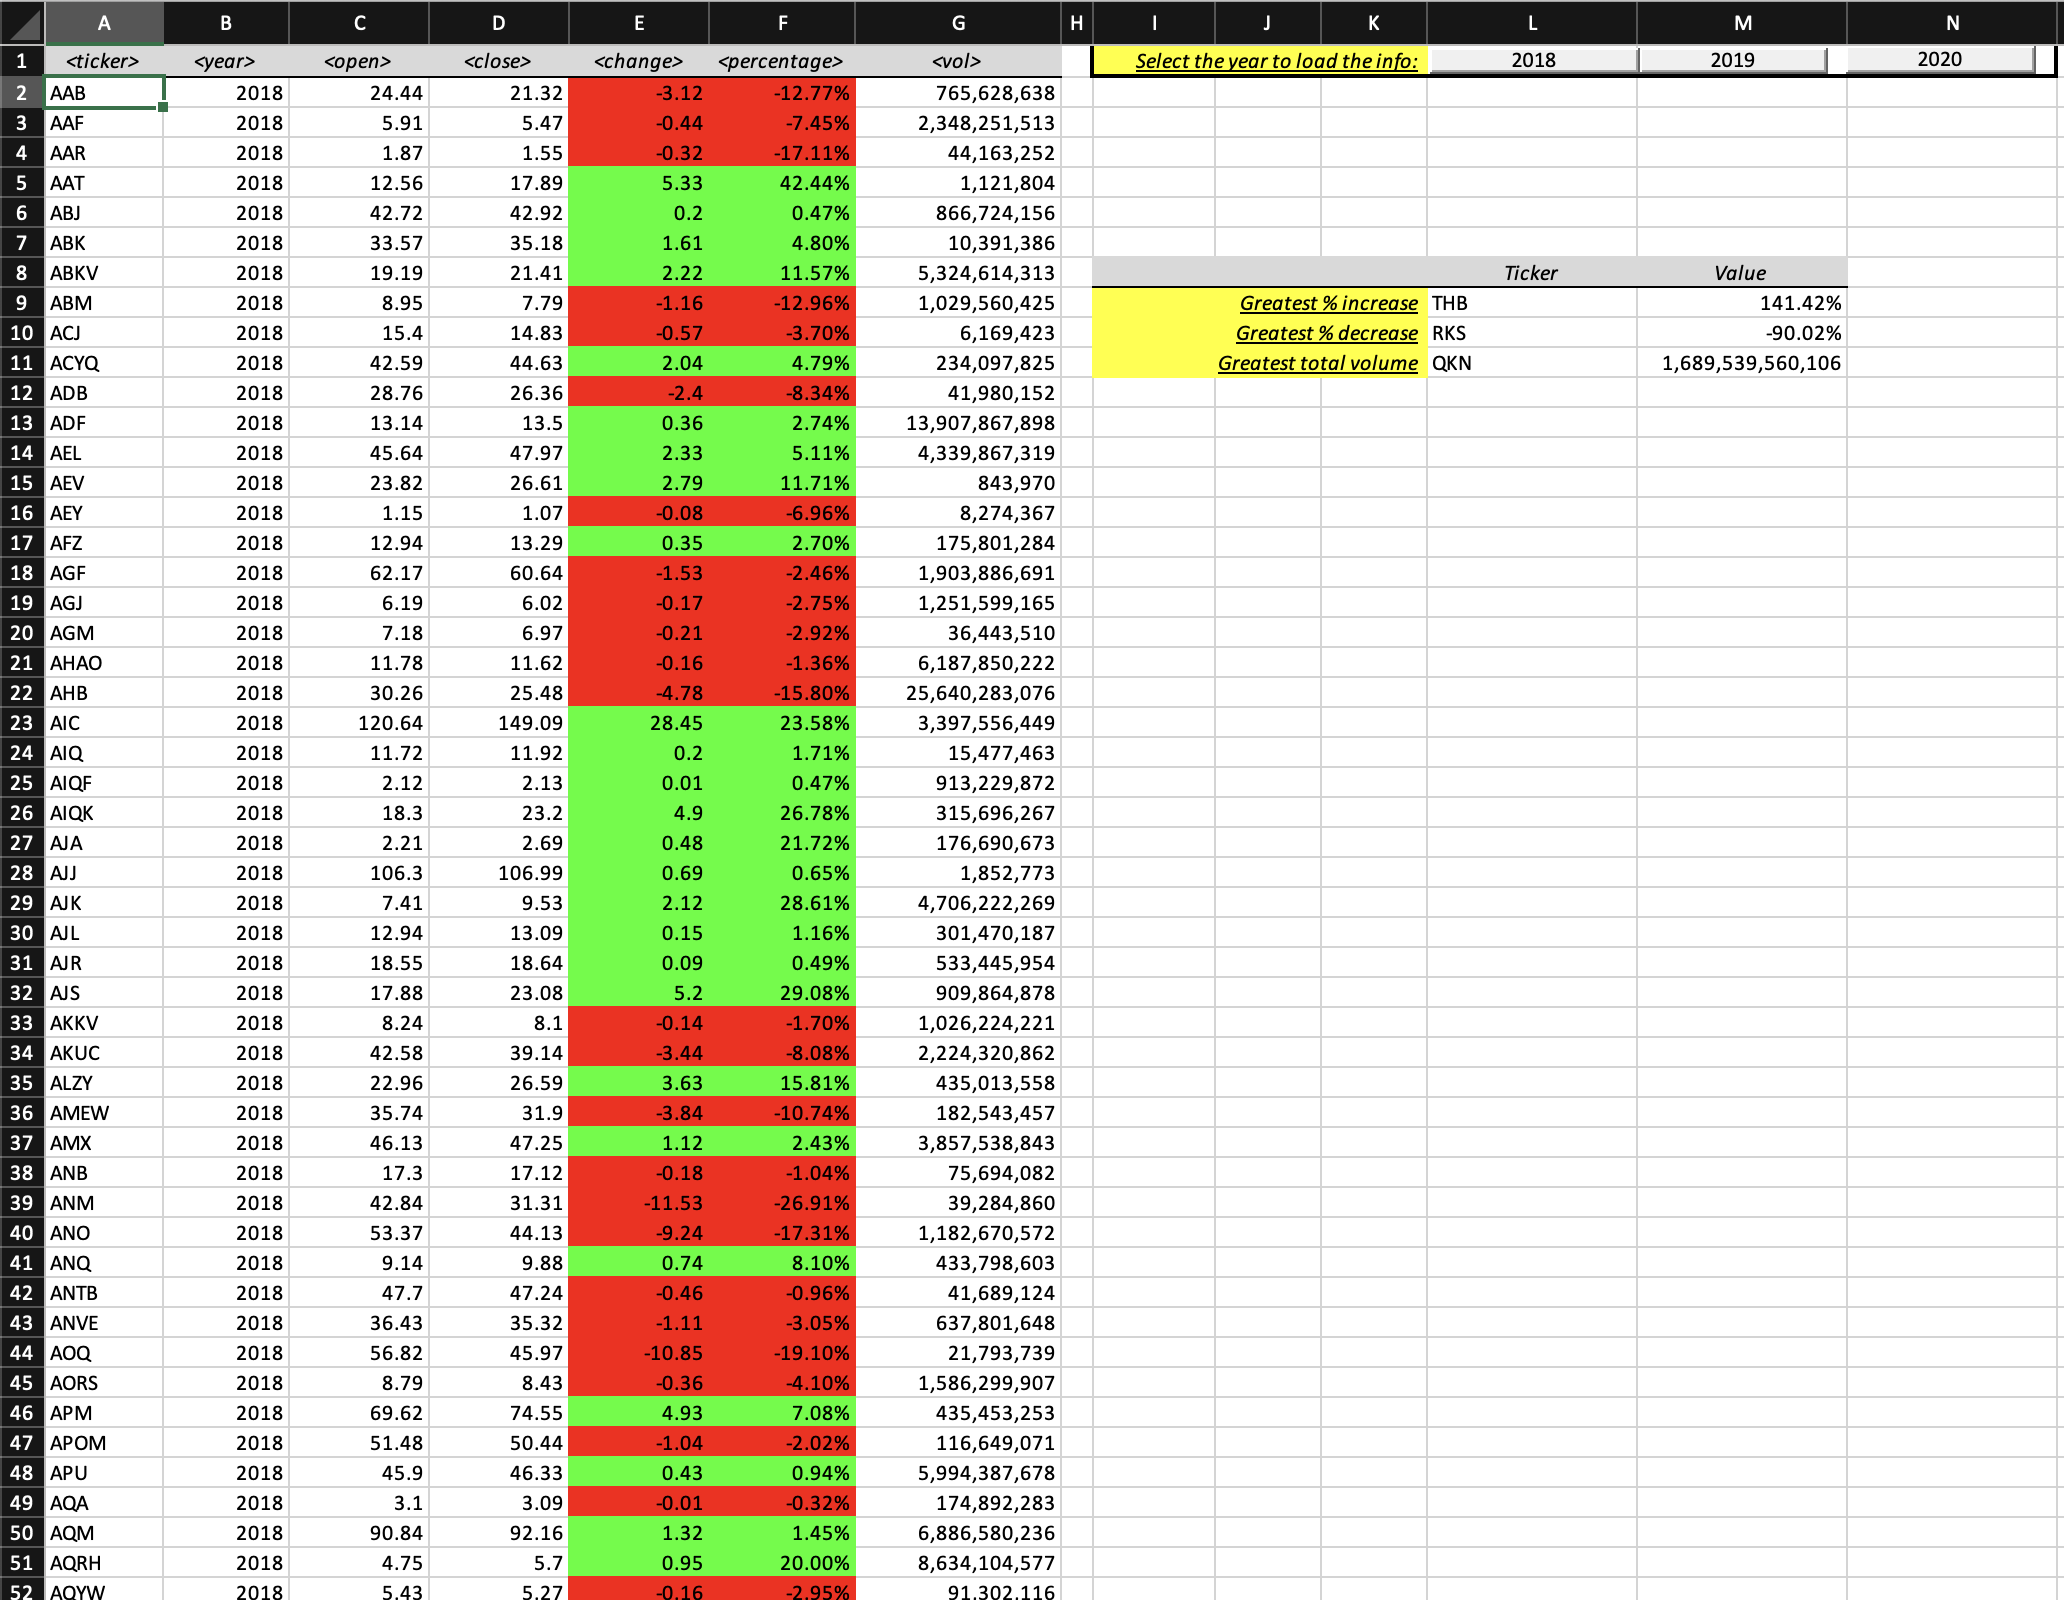 A B C D E F G H I J K L M N
1 <ticker> <year> <open> <close> <change> <percentage> <vol> Select the year to load the info: 2018 2019 2020
2 AAB 2018 24.44 21.32 -3.12 -12.77% 765,628,638
3 AAF 2018 5.91 5.47 -0.44 -7.45% 2,348,251,513
4 AAR 2018 1.87 1.55 -0.32 -17.11% 44,163,252
5 AAT 2018 12.56 17.89 5.33 42.44% 1,121,804
6 ABJ 2018 42.72 42.92 0.2 0.47% 866,724,156
7 ABK 2018 33.57 35.18 1.61 4.80% 10,391,386
8 ABKV 2018 19.19 21.41 2.22 11.57% 5,324,614,313 Ticker Value
9 ABM 2018 8.95 7.79 -1.16 -12.96% 1,029,560,425 Greatest % increase THB 141.42%
10 ACJ 2018 15.4 14.83 -0.57 -3.70% 6,169,423 Greatest % decrease RKS -90.02%
11 ACYQ 2018 42.59 44.63 2.04 4.79% 234,097,825 Greatest total volume QKN 1,689,539,560,106
12 ADB 2018 28.76 26.36 -2.4 -8.34% 41,980,152
13 ADF 2018 13.14 13.5 0.36 2.74% 13,907,867,898
14 AEL 2018 45.64 47.97 2.33 5.11% 4,339,867,319
15 AEV 2018 23.82 26.61 2.79 11.71% 843,970
16 AEY 2018 1.15 1.07 -0.08 -6.96% 8,274,367
17 AFZ 2018 12.94 13.29 0.35 2.70% 175,801,284
18 AGF 2018 62.17 60.64 -1.53 -2.46% 1,903,886,691
19 AGJ 2018 6.19 6.02 -0.17 -2.75% 1,251,599,165
20 AGM 2018 7.18 6.97 -0.21 -2.92% 36,443,510
21 AHAO 2018 11.78 11.62 -0.16 -1.36% 6,187,850,222
22 AHB 2018 30.26 25.48 -4.78 -15.80% 25,640,283,076
23 AIC 2018 120.64 149.09 28.45 23.58% 3,397,556,449
24 AIQ 2018 11.72 11.92 0.2 1.71% 15,477,463
25 AIQF 2018 2.12 2.13 0.01 0.47% 913,229,872
26 AIQK 2018 18.3 23.2 4.9 26.78% 315,696,267
27 AJA 2018 2.21 2.69 0.48 21.72% 176,690,673
28 AJJ 2018 106.3 106.99 0.69 0.65% 1,852,773
29 AJK 2018 7.41 9.53 2.12 28.61% 4,706,222,269
30 AJL 2018 12.94 13.09 0.15 1.16% 301,470,187
31 AJR 2018 18.55 18.64 0.09 0.49% 533,445,954
32 AJS 2018 17.88 23.08 5.2 29.08% 909,864,878
33 AKKV 2018 8.24 8.1 -0.14 -1.70% 1,026,224,221
34 AKUC 2018 42.58 39.14 -3.44 -8.08% 2,224,320,862
35 ALZY 2018 22.96 26.59 3.63 15.81% 435,013,558
36 AMEW 2018 35.74 31.9 -3.84 -10.74% 182,543,457
37 AMX 2018 46.13 47.25 1.12 2.43% 3,857,538,843
38 ANB 2018 17.3 17.12 -0.18 -1.04% 75,694,082
39 ANM 2018 42.84 31.31 -11.53 -26.91% 39,284,860
40 ANO 2018 53.37 44.13 -9.24 -17.31% 1,182,670,572
41 ANQ 2018 9.14 9.88 0.74 8.10% 433,798,603
42 ANTB 2018 47.7 47.24 -0.46 -0.96% 41,689,124
43 ANVE 2018 36.43 35.32 -1.11 -3.05% 637,801,648
44 AOQ 2018 56.82 45.97 -10.85 -19.10% 21,793,739
45 AORS 2018 8.79 8.43 -0.36 -4.10% 1,586,299,907
46 APM 2018 69.62 74.55 4.93 7.08% 435,453,253
47 APOM 2018 51.48 50.44 -1.04 -2.02% 116,649,071
48 APU 2018 45.9 46.33 0.43 0.94% 5,994,387,678
49 AQA 2018 3.1 3.09 -0.01 -0.32% 174,892,283
50 AQM 2018 90.84 92.16 1.32 1.45% 6,886,580,236
51 AQRH 2018 4.75 5.7 0.95 20.00% 8,634,104,577
52 AQYW 2018 5.43 5.27 -0.16 -2.95% 91,302,116